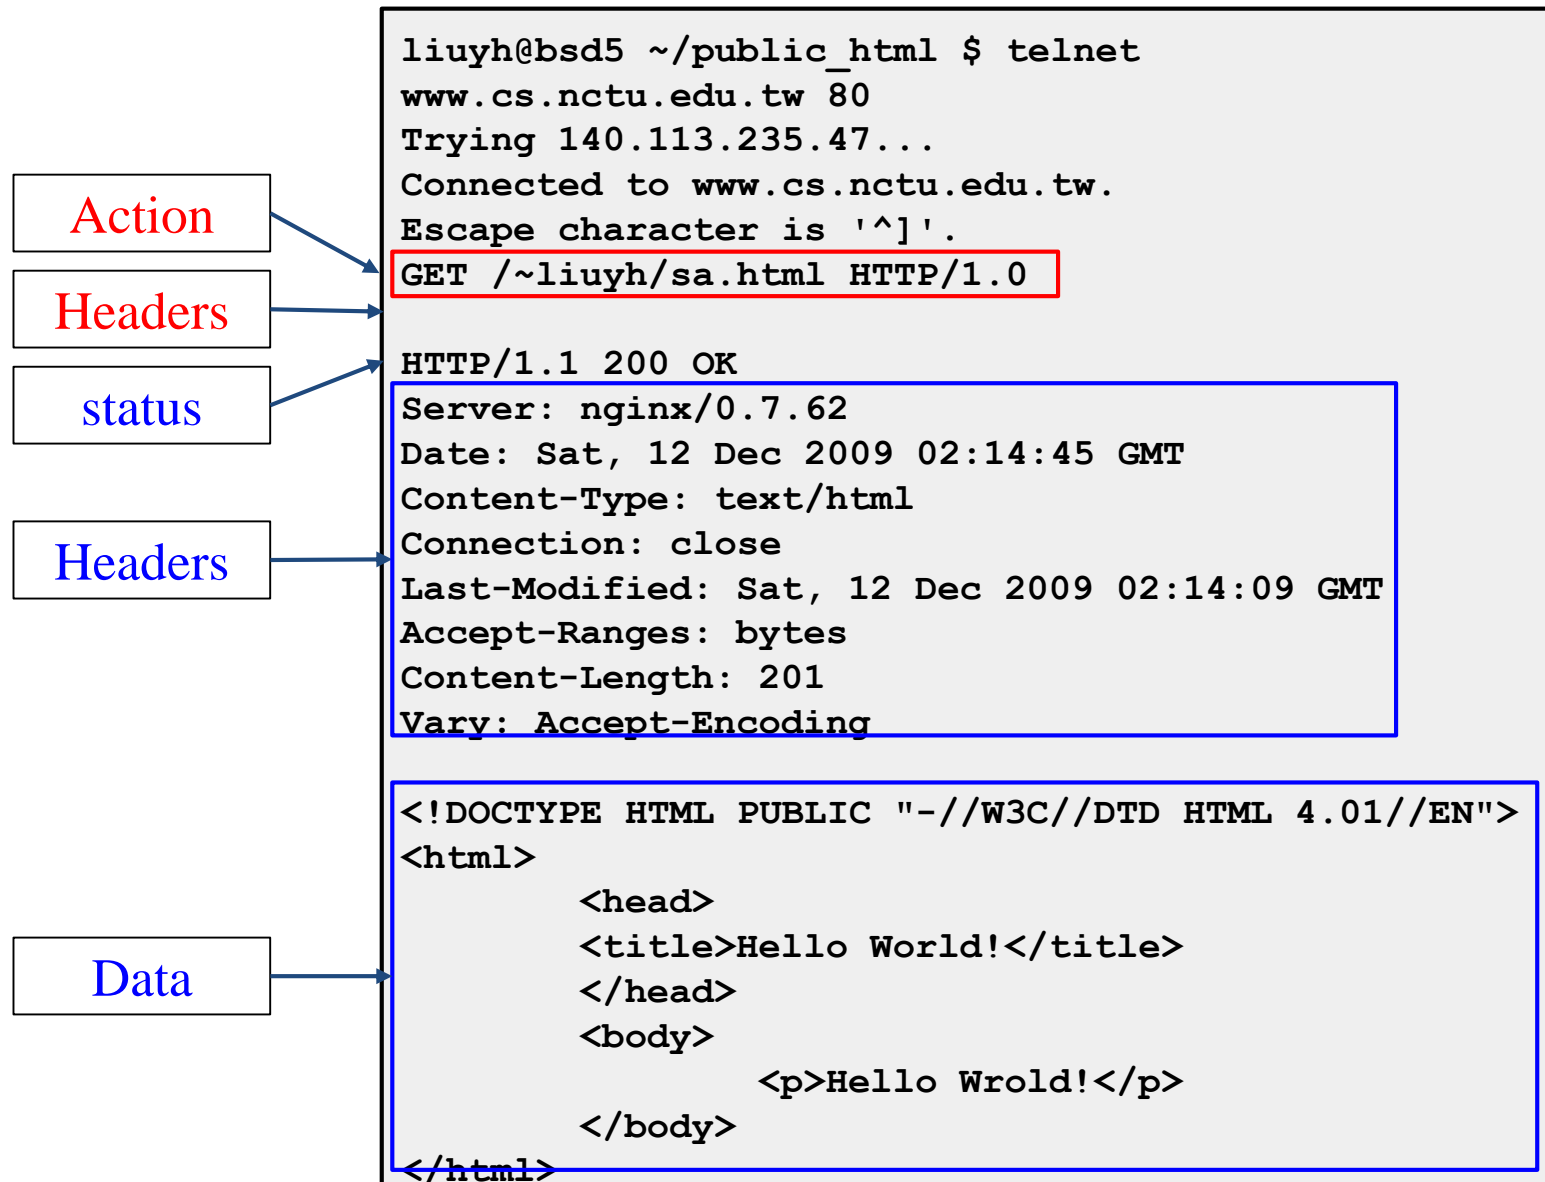 liuyh@bsd5 ~/public_html $ telnet
www.cs.nctu.edu.tw 80
Trying 140.113.235.47...
Connected to www.cs.nctu.edu.tw.
Escape character is '^]'.
Action
GET /~liuyh/sa.html HTTP/1.0
Headers
HTTP/1.1 200 OK
status
Server: nginx/0.7.62
Date: Sat, 12 Dec 2009 02:14:45 GMT
Content-Type: text/html
Connection: close
Headers
Last-Modified: Sat, 12 Dec 2009 02:14:09 GMT
Accept-Ranges: bytes
Content-Length: 201
Vary: Accept-Encoding
<!DOCTYPE HTML PUBLIC "-//W3C//DTD HTML 4.01//EN">
<html>
<head>
<title>Hello World!</title>
Data
</head>
<body>
<p>Hello Wrold!</p>
</body>
</html>